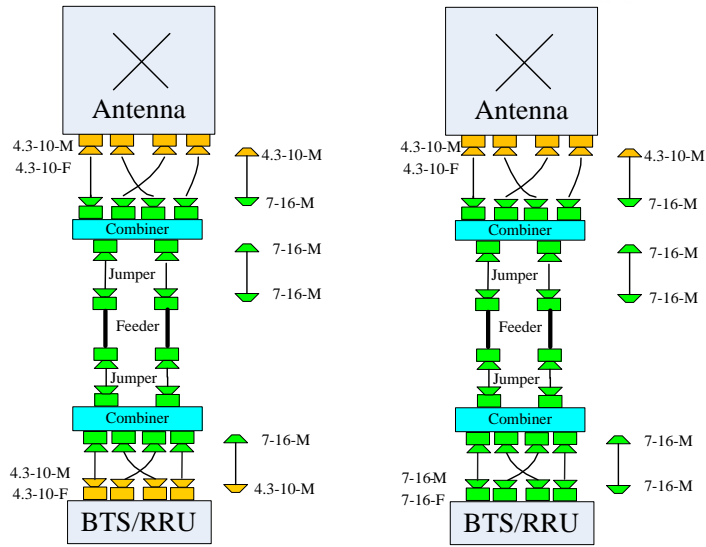 Antenna
4.3-10-M
4.3-10-F
4.3-10-M
7-16-M
Combiner
7-16-M
Jumper
7-16-M
Feeder
Jumper
Combiner
7-16-M
4.3-10-M
4.3-10-F
4.3-10-M
BTS/RRU
Antenna
4.3-10-M
4.3-10-F
4.3-10-M
7-16-M
Combiner
7-16-M
Jumper
7-16-M
Feeder
Jumper
Combiner
7-16-M
7-16-M
7-16-F
7-16-M
BTS/RRU